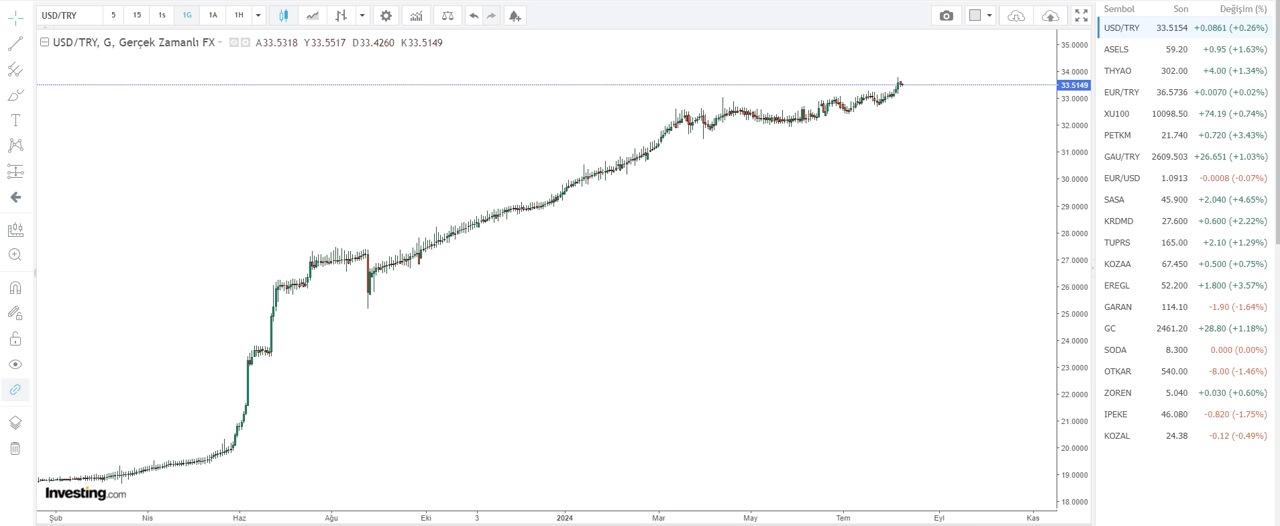 USD/TRY 5 15 1s 1G 1A 1H
USD/TRY, G, Gerçek Zamanlı FX A33.5318 Y33.5517 D33.4260 K33.5149
35.0000
34.0000
33.5149
33.0000
32.0000
31.0000
30.0000
29.0000
28.0000
27.0000
26.0000
25.0000
24.0000
23.0000
22.0000
21.0000
20.0000
19.0000
18.0000
Investing.com
Şub Nis Haz Ağu Eki 3 2024 Mar May Tem Eyl Kas
Sembol Son Değişim (%)
USD/TRY 33.5154 +0.0861 (+0.26%)
ASELS 59.20 +0.95 (+1.63%)
THYAO 302.00 +4.00 (+1.34%)
EUR/TRY 36.5736 +0.0070 (+0.02%)
XU100 10098.50 +74.19 (+0.74%)
PETKM 21.740 +0.720 (+3.43%)
GAU/TRY 2609.503 +26.651 (+1.03%)
EUR/USD 1.0913 -0.0008 (-0.07%)
SASA 45.900 +2.040 (+4.65%)
KRDMD 27.600 +0.600 (+2.22%)
TUPRS 165.00 +2.10 (+1.29%)
KOZAA 67.450 +0.500 (+0.75%)
EREGL 52.200 +1.800 (+3.57%)
GARAN 114.10 -1.90 (-1.64%)
GC 2461.20 +28.80 (+1.18%)
SODA 8.300 0.000 (0.00%)
OTKAR 540.00 -8.00 (-1.46%)
ZOREN 5.040 +0.030 (+0.60%)
IPEKE 46.080 -0.820 (-1.75%)
KOZAL 24.38 -0.12 (-0.49%)